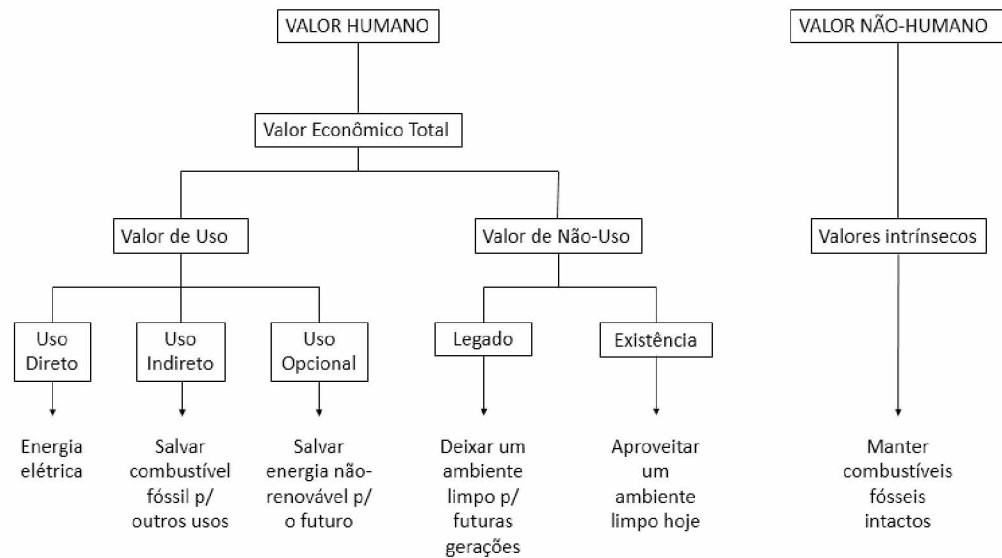 VALOR HUMANO
VALOR NÃO-HUMANO
Valor Econômico Total
Valor de Uso
Valor de Não-Uso
Valores intrínsecos
Uso
Direto
Uso
Indireto
Uso
Opcional
Legado
Existência
Energia
elétrica
Salvar
combustível
fóssil p/
outros usos
Salvar
energia não-
renovável p/
o futuro
Deixar um
ambiente
limpo p/
futuras
gerações
Aproveitar
um
ambiente
limpo hoje
Manter
combustíveis
fósseis
intactos